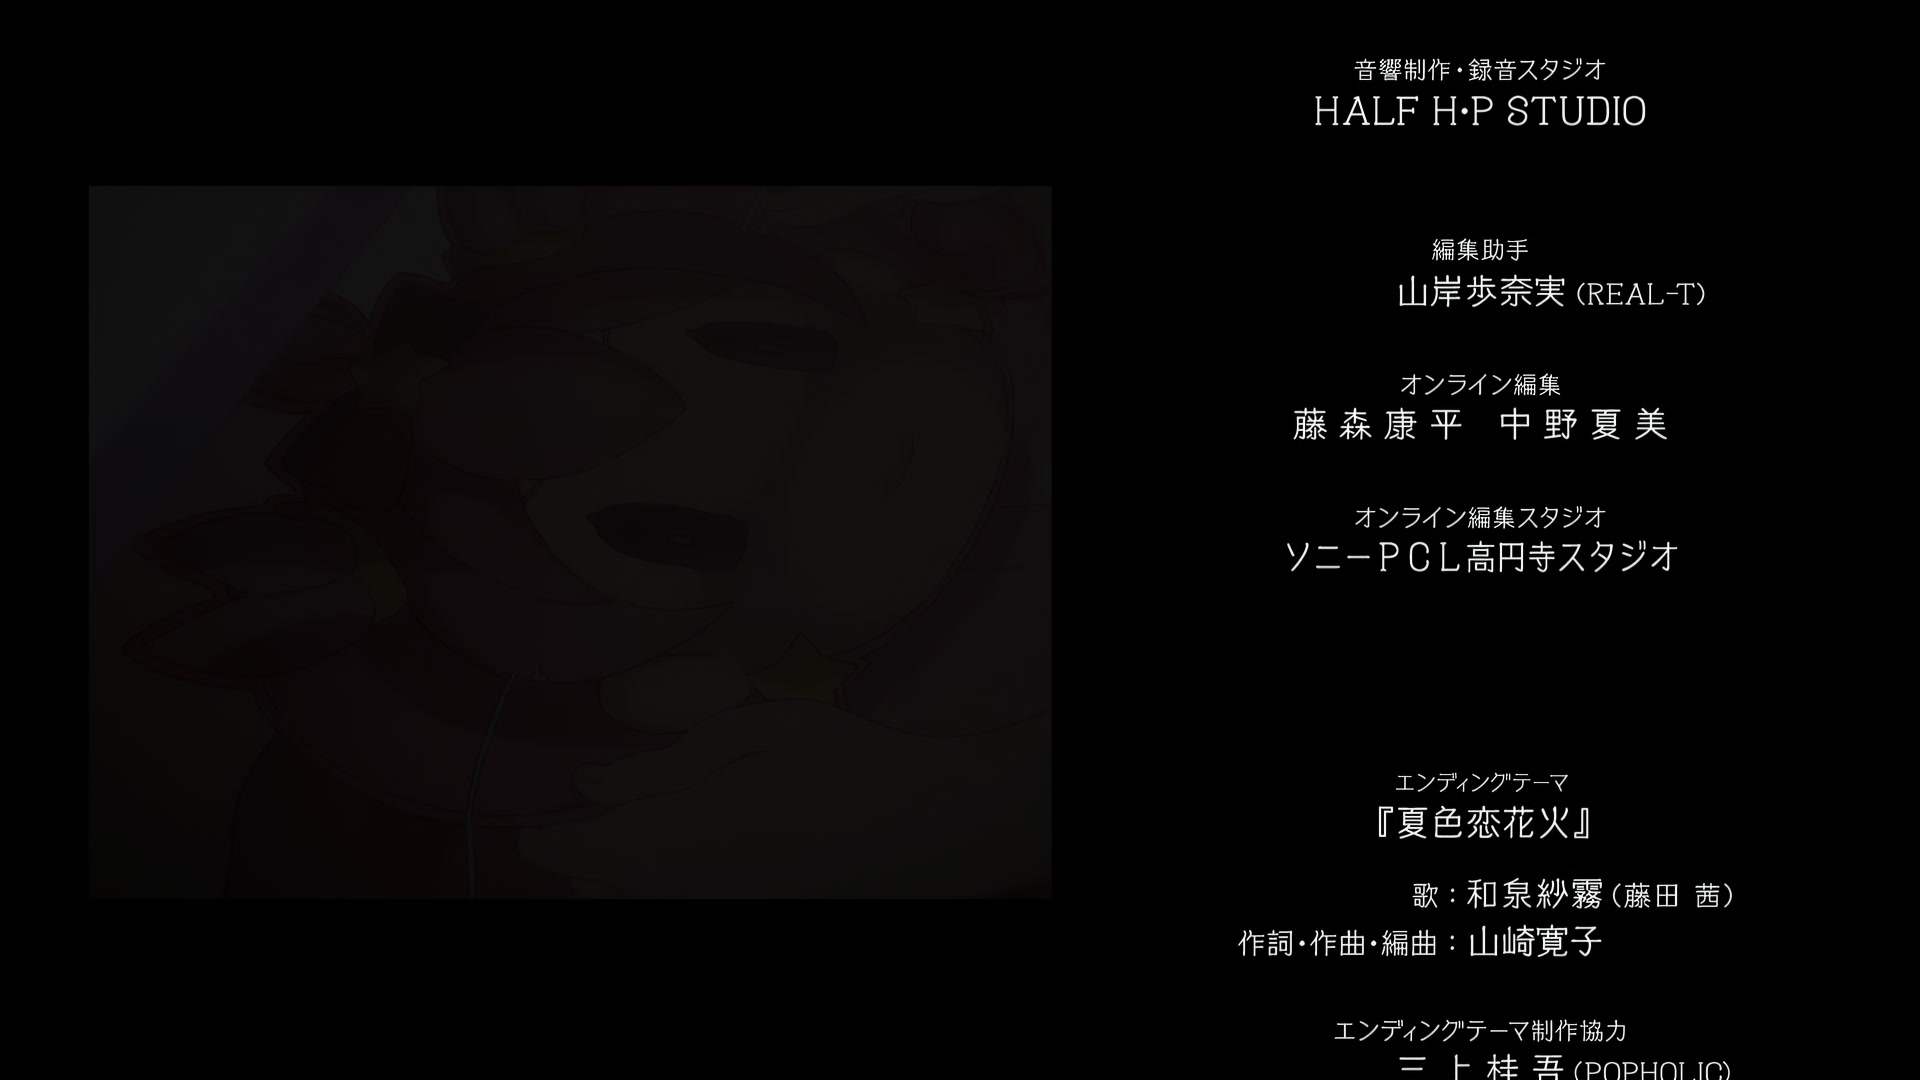 音響制作・録音スタジオ
HALF H・P STUDIO
編集助手
山岸歩奈実 (REAL-T)
オンライン編集
藤森康平 中野夏美
オンライン編集スタジオ
ソニーPCL高円寺スタジオ
エンディングテーマ
『夏色恋花火』
歌：和泉紗霧(藤田 茜)
作詞・作曲・編曲：山崎寛子
エンディングテーマ制作協力
三上桂吾 (POPHOLIC)